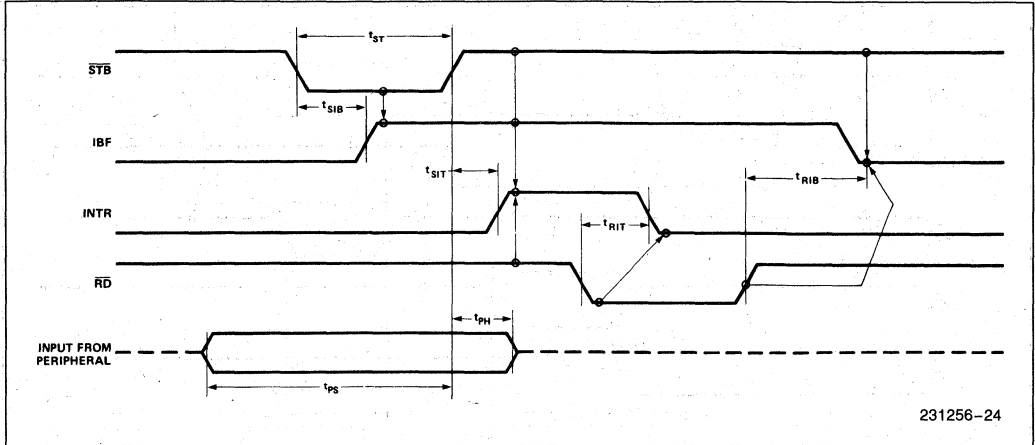 tST
STB
tSIB
IBF
tSIT
tRIB
INTR
tRIT
RD
tPH
INPUT FROM
PERIPHERAL
tPS
231256-24